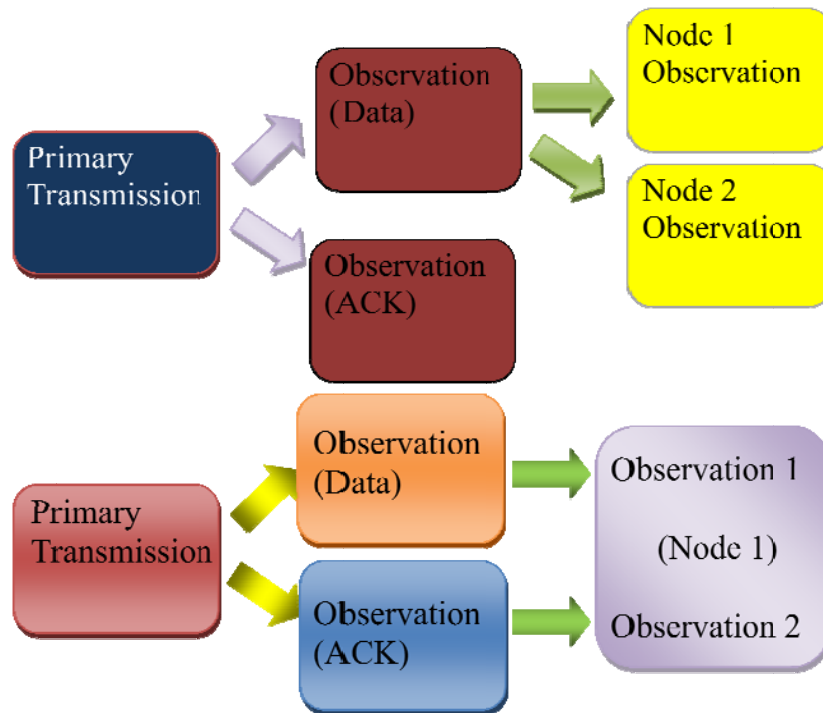 Primary
Transmission
Observation
(Data)
Observation
(ACK)
Node 1
Observation
Node 2
Observation
Primary
Transmission
Observation
(Data)
Observation
(ACK)
Observation 1
(Node 1)
Observation 2